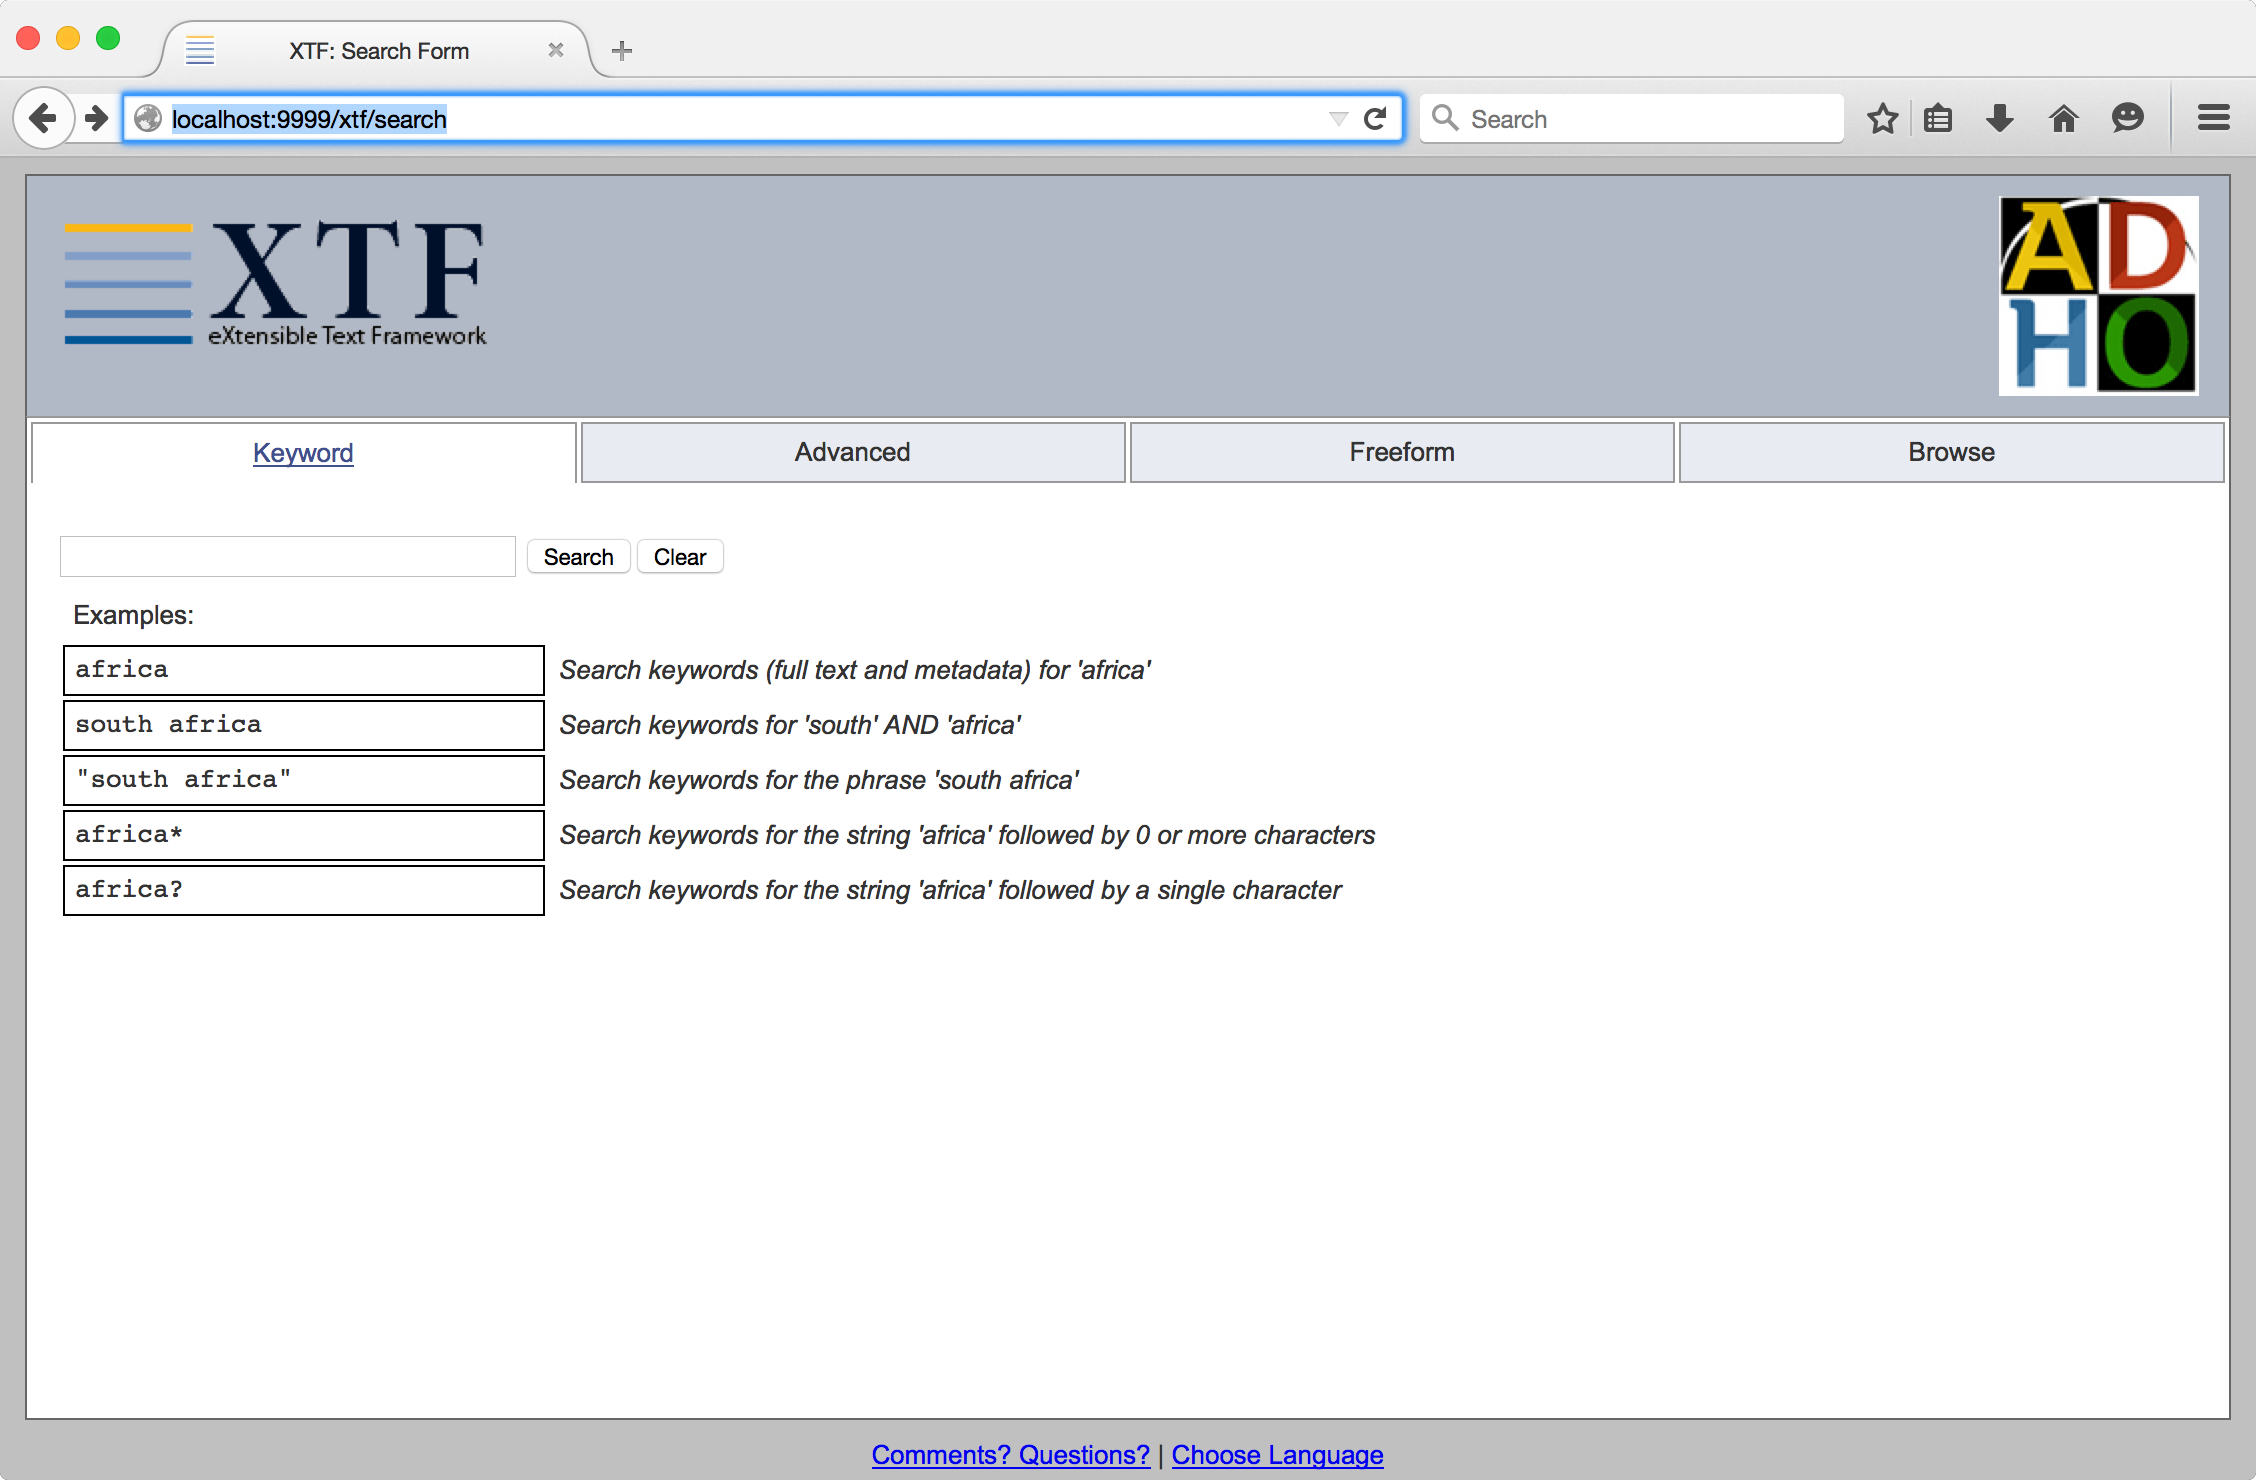 XTF: Search Form
localhost:9999/xtf/search
Search
XTF
eXtensible Text Framework
AD
HO
Keyword
Advanced
Freeform
Browse
Search
Clear
Examples:
africa
Search keywords (full text and metadata) for 'africa'
south africa
Search keywords for 'south' AND 'africa'
"south africa"
Search keywords for the phrase 'south africa'
africa*
Search keywords for the string 'africa' followed by 0 or more characters
africa?
Search keywords for the string 'africa' followed by a single character
Comments? Questions? | Choose Language